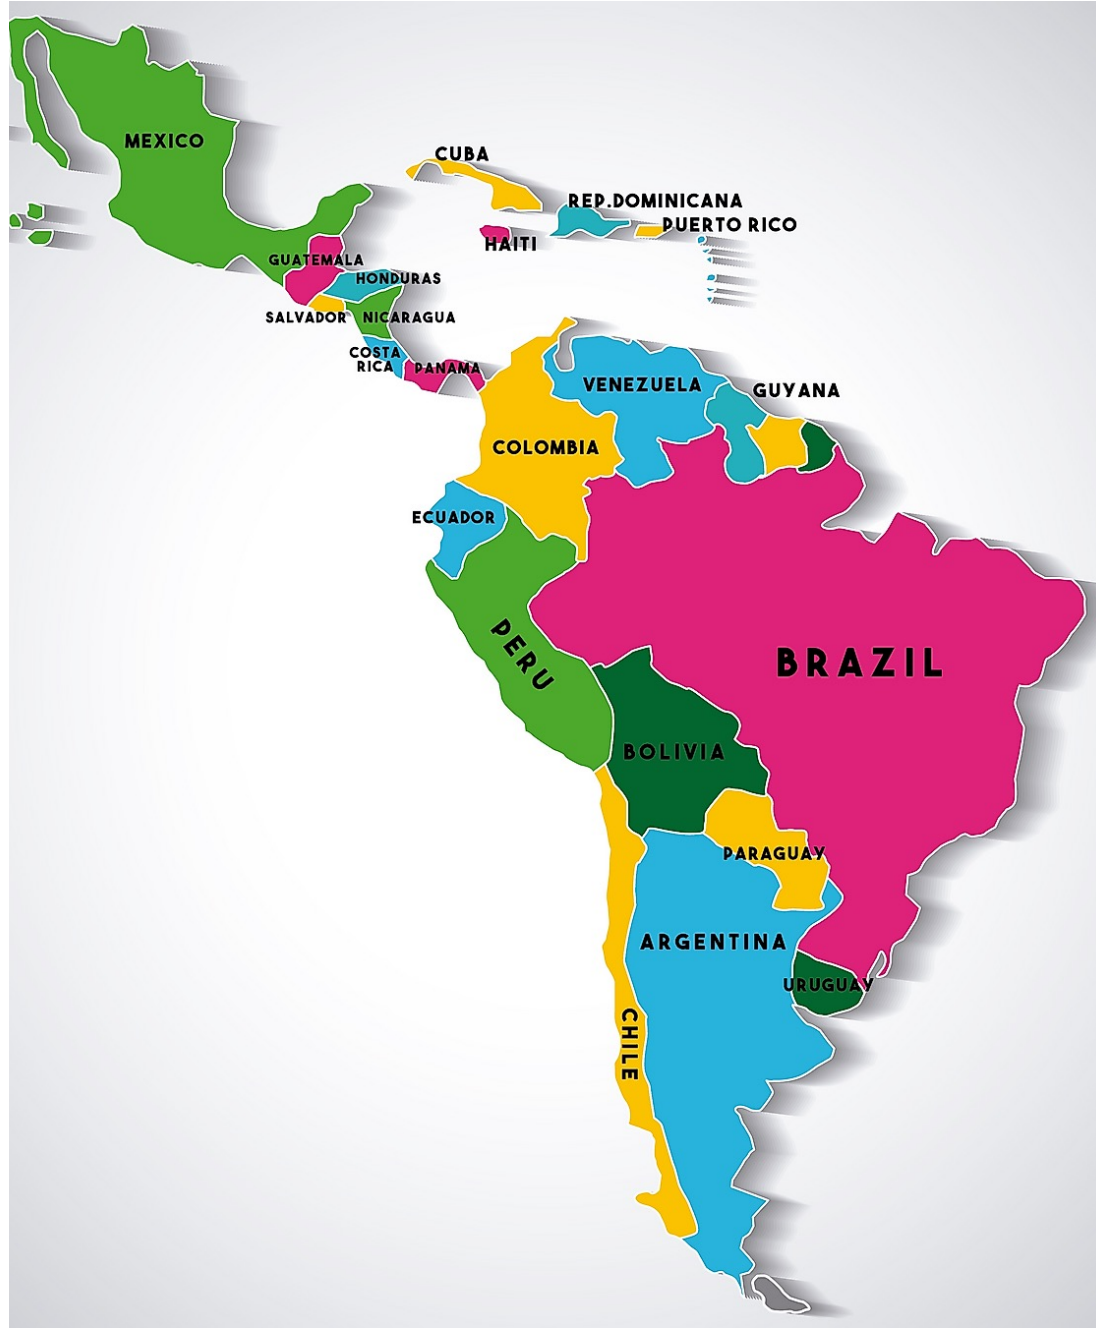 MEXICO
CUBA
REP.DOMINICANA
PUERTO RICO
HAITI
GUATEMALA
HONDURAS
SALVADOR
NICARAGUA
COSTA
RICA
PANAMA
VENEZUELA
GUYANA
COLOMBIA
ECUADOR
PERU
BRAZIL
BOLIVIA
PARAGUAY
ARGENTINA
URUGUAY
CHILE